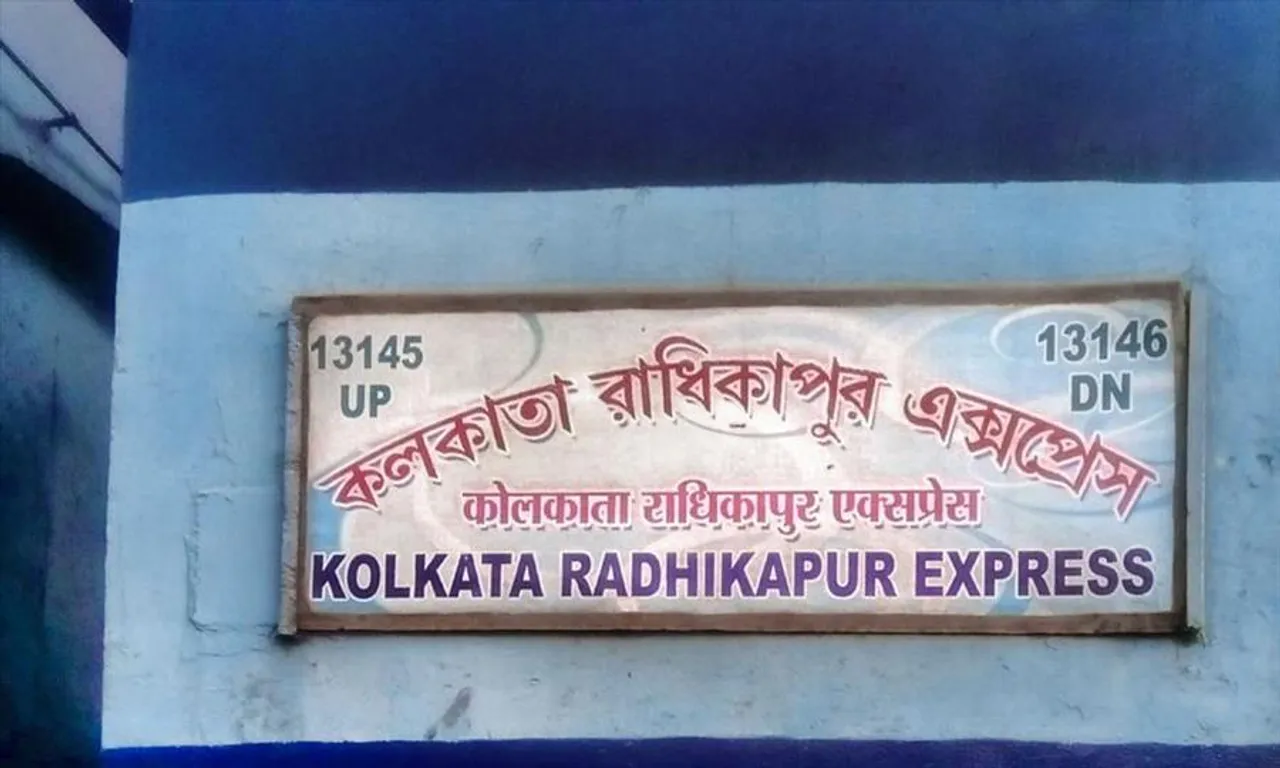 13145
UP
13146
DN
কলকাতা রাধিকাপুর এক্সপ্রেস
कोलकाता राधिकापुर एक्सप्रेस
KOLKATA RADHIKAPUR EXPRESS